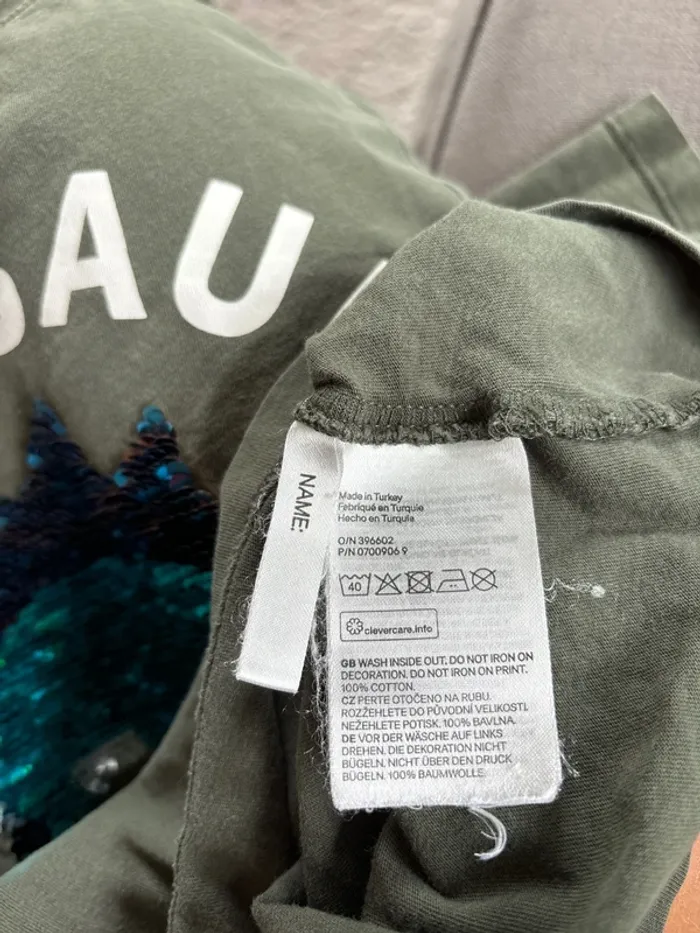 AU
NAME:
Made in Turkey
Fabriqué en Turquie
Hecho en Turquia
O/N 396602
P/N 0700906 9
40
clevercare.info
GB WASH INSIDE OUT. DO NOT IRON ON
DECORATION. DO NOT IRON ON PRINT.
100% COTTON.
CZ PERTE OTOČENO NA RUBU.
ROZŽEHLETE DO PŮVODNÍ VELIKOSTI.
NEŽEHLETE POTISK. 100% BAVLNA.
DE VOR DER WÄSCHE AUF LINKS
DREHEN. DIE DEKORATION NICHT
BÜGELN. NICHT ÜBER DEN DRUCK
BÜGELN. 100% BAUMWOLLE.